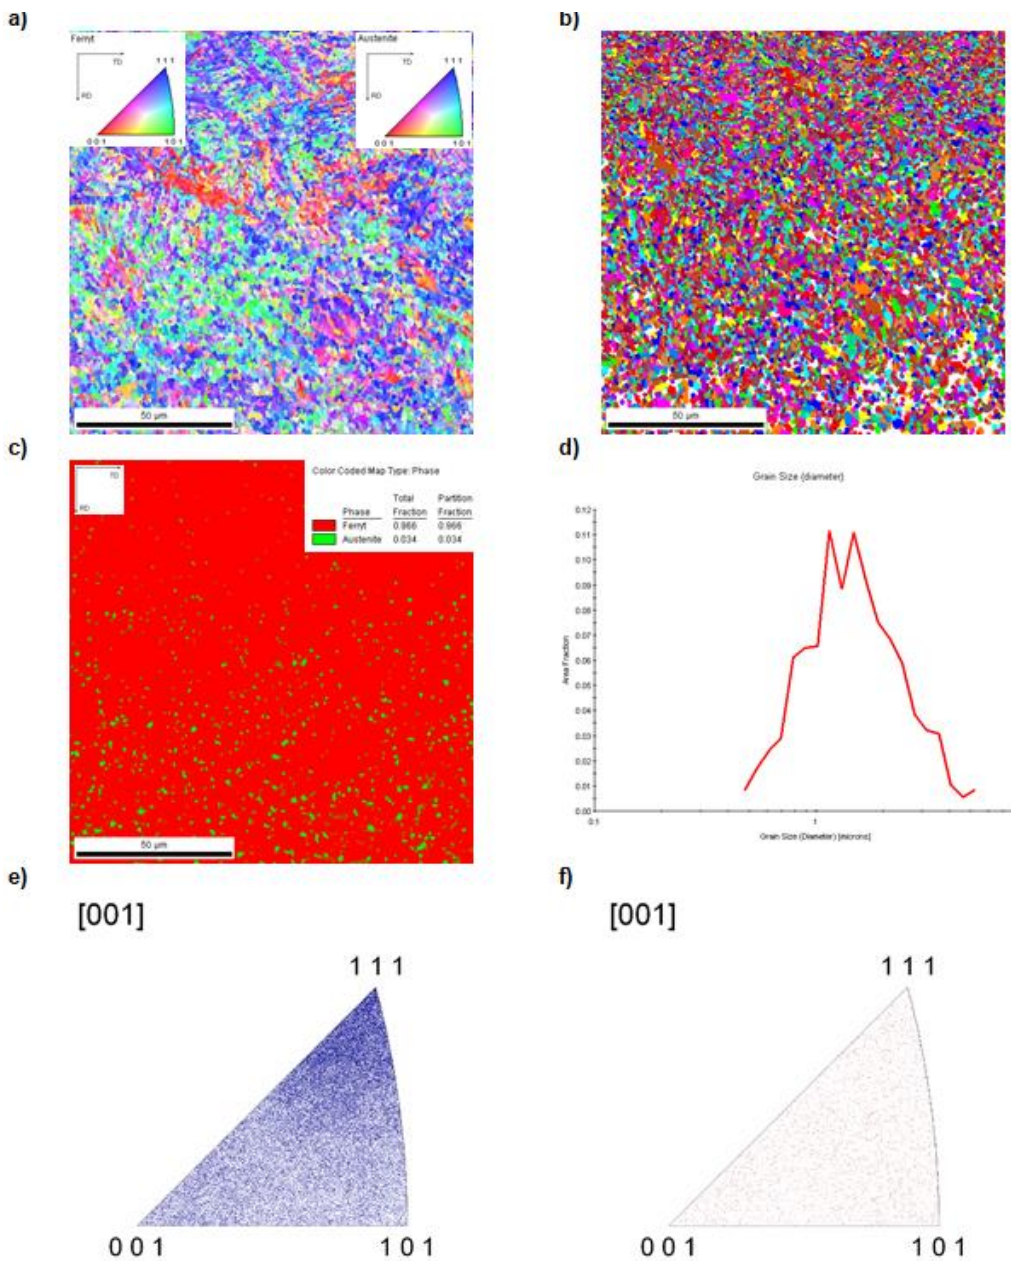 a)
Ferryt
TD
RD
1 1 1
0 0 1
1 0 1
Austenite
TD
RD
1 1 1
0 0 1
1 0 1
50 µm
b)
50 µm
c)
TD
RD
Color Coded Map Type: Phase
Total Partition
Phase Fraction Fraction
Ferryt 0.966 0.966
Austenite 0.034 0.034
50 µm
d)
Grain Size (diameter)
0.12
0.11
0.10
0.09
0.08
0.07
0.06
0.05
0.04
0.03
0.02
0.01
0.00
Area Fraction
0.1
1
Grain Size (Diameter) [microns]
e)
[001]
1 1 1
0 0 1
1 0 1
f)
[001]
1 1 1
0 0 1
1 0 1